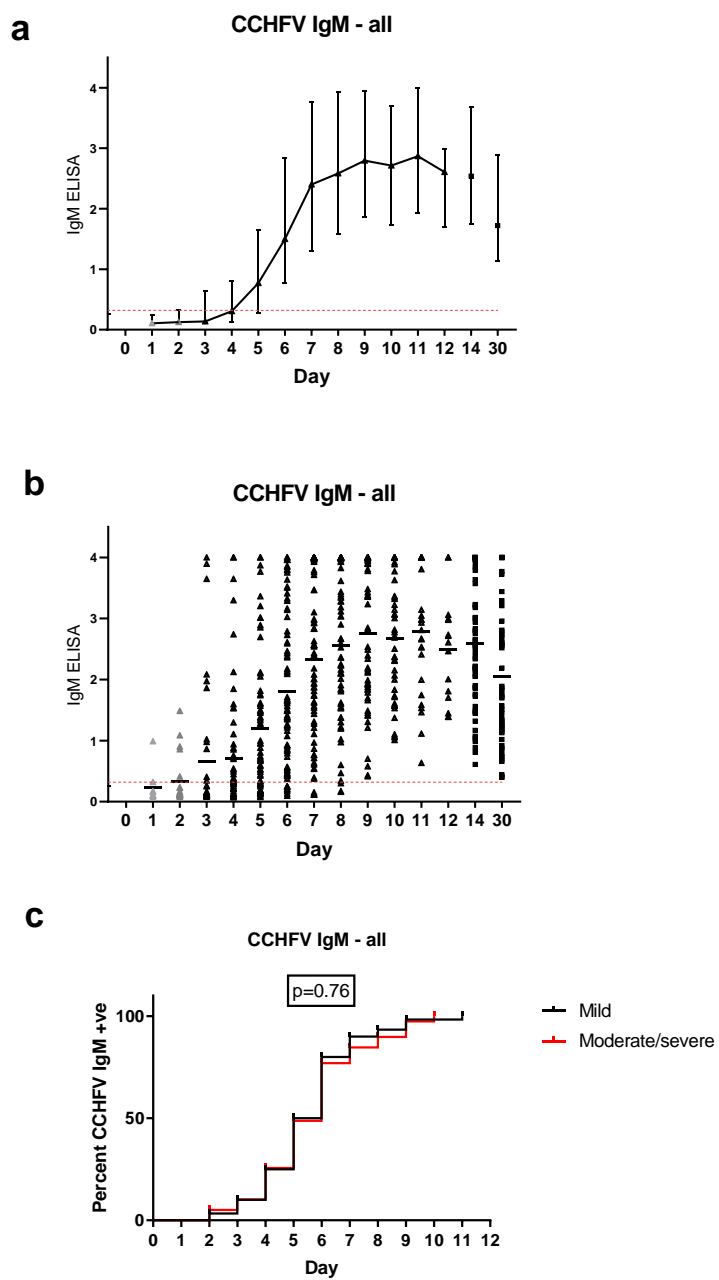 a
CCHFV IgM - all
IgM ELISA
4
3
2
1
0
0 1 2 3 4 5 6 7 8 9 10 11 12 14 30
Day
b
CCHFV IgM - all
IgM ELISA
4
3
2
1
0
0 1 2 3 4 5 6 7 8 9 10 11 12 14 30
Day
c
CCHFV IgM - all
p=0.76
Mild
Moderate/severe
Percent CCHFV IgM +ve
100
50
0
0 1 2 3 4 5 6 7 8 9 10 11 12
Day